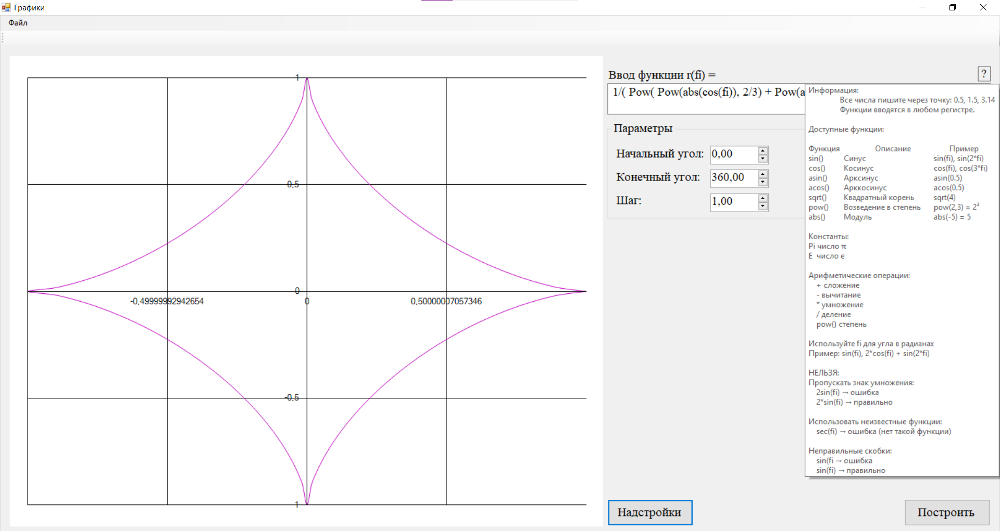 Графики
Файл
1
0,5
0
-0,49999992942654 0 0,50000007057346
-0,5
-1
Ввод функции r(fi) =
?
1/( Pow( Pow(abs(cos(fi)), 2/3) + Pow(a
Параметры
Начальный угол: 0,00
Конечный угол: 360,00
Шаг: 1,00
Информация:
Все числа пишите через точку: 0.5, 1.5, 3.14
Функции вводятся в любом регистре.
Доступные функции:
Функция Описание Пример
sin() Синус sin(fi), sin(2*fi)
cos() Косинус cos(fi), cos(3*fi)
asin() Арксинус asin(0.5)
acos() Арккосинус acos(0.5)
sqrt() Квадратный корень sqrt(4)
pow() Возведение в степень pow(2,3) = 2³
abs() Модуль abs(-5) = 5
Константы:
Pi число π
E число e
Арифметические операции:
+ сложение
- вычитание
* умножение
/ деление
pow() степень
Используйте fi для угла в радианах
Пример: sin(fi), 2*cos(fi) + sin(2*fi)
НЕЛЬЗЯ:
Пропускать знак умножения:
2sin(fi) → ошибка
2*sin(fi) → правильно
Использовать неизвестные функции:
sec(fi) → ошибка (нет такой функции)
Неправильные скобки:
sin(fi → ошибка
sin(fi) → правильно
Надстройки
Построить